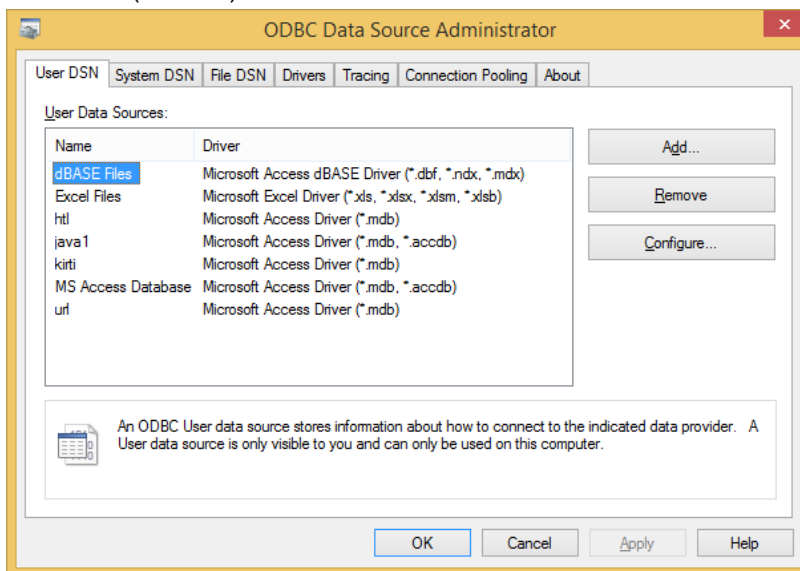 ODBC Data Source Administrator
User DSN System DSN File DSN Drivers Tracing Connection Pooling About
User Data Sources:
Name Driver
dBASE Files Microsoft Access dBASE Driver (*.dbf, *.ndx, *.mdx)
Excel Files Microsoft Excel Driver (*.xls, *.xlsx, *.xlsm, *.xlsb)
htl Microsoft Access Driver (*.mdb)
java1 Microsoft Access Driver (*.mdb, *.accdb)
kirti Microsoft Access Driver (*.mdb)
MS Access Database Microsoft Access Driver (*.mdb, *.accdb)
url Microsoft Access Driver (*.mdb)
Add...
Remove
Configure...
An ODBC User data source stores information about how to connect to the indicated data provider. A
User data source is only visible to you and can only be used on this computer.
OK Cancel Apply Help